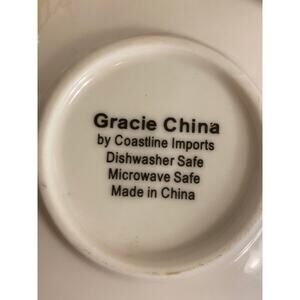 Gracie China
by Coastline Imports
Dishwasher Safe
Microwave Safe
Made in China